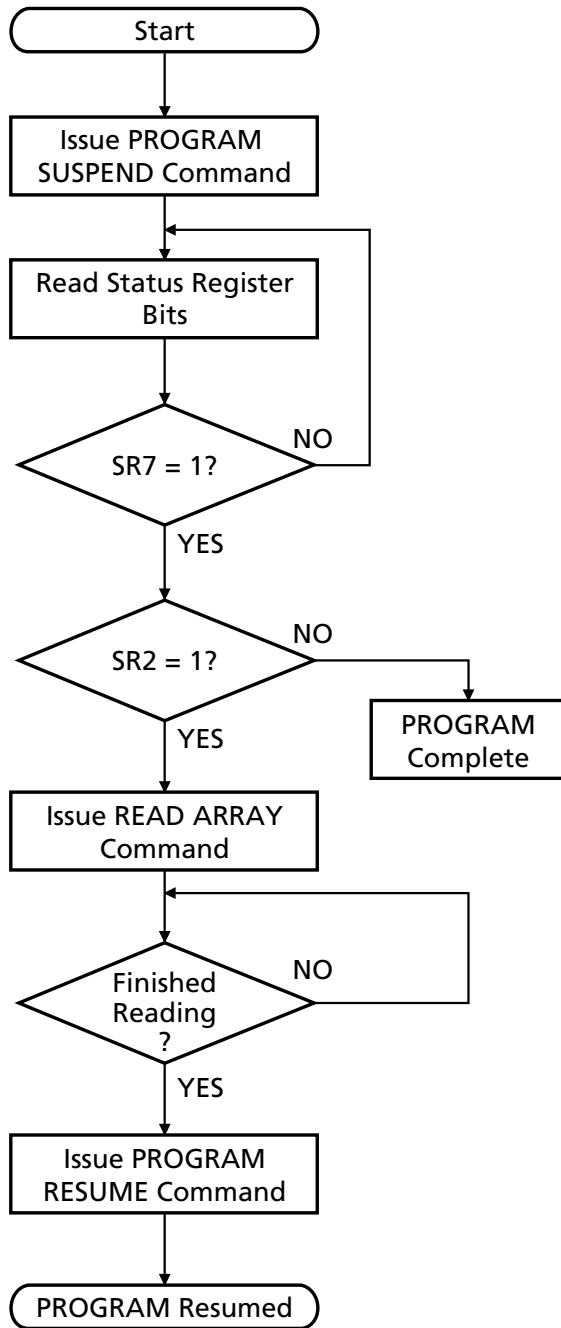 Start
Issue PROGRAM
SUSPEND Command
Read Status Register
Bits
NO
SR7 = 1?
YES
NO
SR2 = 1?
YES
PROGRAM
Complete
Issue READ ARRAY
Command
NO
Finished
Reading
?
YES
Issue PROGRAM
RESUME Command
PROGRAM Resumed